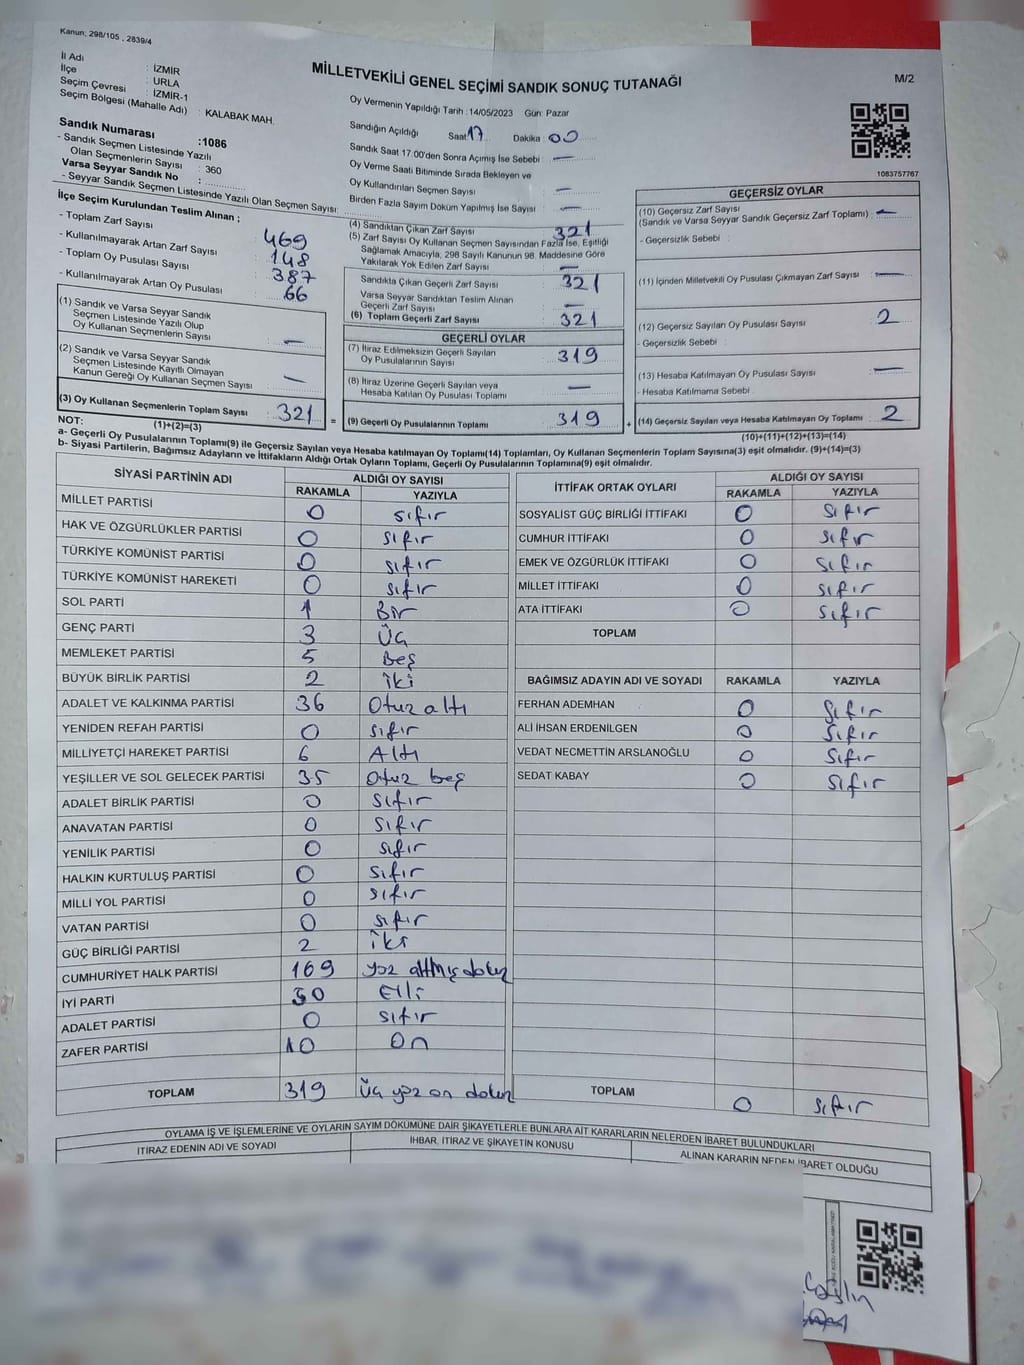 Kanun; 298/105 , 2839/4
MİLLETVEKİLİ GENEL SEÇİMİ SANDIK SONUÇ TUTANAĞI
M/2
İl Adı : İZMİR
İlçe : URLA
Seçim Çevresi : İZMİR-1
Seçim Bölgesi (Mahalle Adı) : KALABAK MAH.
Sandık Numarası :1086
- Sandık Seçmen Listesinde Yazılı
Olan Seçmenlerin Sayısı : 360
Varsa Seyyar Sandık No :
- Seyyar Sandık Seçmen Listesinde Yazılı Olan Seçmen Sayısı:
Oy Vermenin Yapıldığı Tarih :14/05/2023 Gün: Pazar
Sandığın Açıldığı Saat 17 Dakika : 00
Sandık Saat 17.00'den Sonra Açımış İse Sebebi : —
Oy Verme Saati Bitiminde Sırada Bekleyen ve
Oy Kullandırılan Seçmen Sayısı : —
Birden Fazla Sayım Döküm Yapılmış İse Sayısı : —
1083757767
İlçe Seçim Kurulundan Teslim Alınan ;
- Toplam Zarf Sayısı : 469
- Kullanılmayarak Artan Zarf Sayısı : 148
- Toplam Oy Pusulası Sayısı : 387
- Kullanılmayarak Artan Oy Pusulası : 66
(1) Sandık ve Varsa Seyyar Sandık
Seçmen Listesinde Yazılı Olup
Oy Kullanan Seçmenlerin Sayısı : —
(2) Sandık ve Varsa Seyyar Sandık
Seçmen Listesinde Kayıtlı Olmayan
Kanun Gereği Oy Kullanan Seçmen Sayısı : —
(3) Oy Kullanan Seçmenlerin Toplam Sayısı : 321 =
(1)+(2)=(3)
(4) Sandıktan Çıkan Zarf Sayısı : 321
(5) Zarf Sayısı Oy Kullanan Seçmen Sayısından Fazla İse, Eşitliği
Sağlamak Amacıyla, 298 Sayılı Kanunun 98. Maddesine Göre
Yakılarak Yok Edilen Zarf Sayısı : —
Sandıkta Çıkan Geçerli Zarf Sayısı : 321
Varsa Seyyar Sandıktan Teslim Alınan
Geçerli Zarf Sayısı : —
(6) Toplam Geçerli Zarf Sayısı : 321
GEÇERLİ OYLAR
(7) İtiraz Edilmeksizin Geçerli Sayılan
Oy Pusulalarının Sayısı : 319
(8) İtiraz Üzerine Geçerli Sayılan veya
Hesaba Katılan Oy Pusulası Toplamı : —
(9) Geçerli Oy Pusulalarının Toplamı : 319 +
GEÇERSİZ OYLAR
(10) Geçersiz Zarf Sayısı
(Sandık ve Varsa Seyyar Sandık Geçersiz Zarf Toplamı) : —
- Geçersizlik Sebebi :
(11) İçinden Milletvekili Oy Pusulası Çıkmayan Zarf Sayısı : —
(12) Geçersiz Sayılan Oy Pusulası Sayısı : 2
- Geçersizlik Sebebi :
(13) Hesaba Katılmayan Oy Pusulası Sayısı : —
- Hesaba Katılmama Sebebi :
(14) Geçersiz Sayılan veya Hesaba Katılmayan Oy Toplamı : 2
(10)+(11)+(12)+(13)=(14)
NOT:
a- Geçerli Oy Pusulalarının Toplamı(9) ile Geçersiz Sayılan veya Hesaba katılmayan Oy Toplamı(14) Toplamları, Oy Kullanan Seçmenlerin Toplam Sayısına(3) eşit olmalıdır. (9)+(14)=(3)
b- Siyasi Partilerin, Bağımsız Adayların ve İttifakların Aldığı Ortak Oyların Toplamı, Geçerli Oy Pusulalarının Toplamına(9) eşit olmalıdır.
SİYASİ PARTİNİN ADI ALDIĞI OY SAYISI
RAKAMLA YAZIYLA
MİLLET PARTİSİ 0 sıfır
HAK VE ÖZGÜRLÜKLER PARTİSİ 0 sıfır
TÜRKİYE KOMÜNİST PARTİSİ 0 sıfır
TÜRKİYE KOMÜNİST HAREKETİ 0 sıfır
SOL PARTİ 1 Bir
GENÇ PARTİ 3 Üç
MEMLEKET PARTİSİ 5 Beş
BÜYÜK BİRLİK PARTİSİ 2 iki
ADALET VE KALKINMA PARTİSİ 36 Otuz altı
YENİDEN REFAH PARTİSİ 0 sıfır
MİLLİYETÇİ HAREKET PARTİSİ 6 Altı
YEŞİLLER VE SOL GELECEK PARTİSİ 35 Otuz beş
ADALET BİRLİK PARTİSİ 0 sıfır
ANAVATAN PARTİSİ 0 sıfır
YENİLİK PARTİSİ 0 sıfır
HALKIN KURTULUŞ PARTİSİ 0 sıfır
MİLLİ YOL PARTİSİ 0 sıfır
VATAN PARTİSİ 0 sıfır
GÜÇ BİRLİĞİ PARTİSİ 2 iki
CUMHURİYET HALK PARTİSİ 169 yüz altmış dokuz
İYİ PARTİ 50 Elli
ADALET PARTİSİ 0 sıfır
ZAFER PARTİSİ 10 On
TOPLAM 319 Üç yüz on dokuz
İTTİFAK ORTAK OYLARI ALDIĞI OY SAYISI
RAKAMLA YAZIYLA
SOSYALİST GÜÇ BİRLİĞİ İTTİFAKI 0 sıfır
CUMHUR İTTİFAKI 0 sıfır
EMEK VE ÖZGÜRLÜK İTTİFAKI 0 sıfır
MİLLET İTTİFAKI 0 sıfır
ATA İTTİFAKI 0 sıfır
TOPLAM
BAĞIMSIZ ADAYIN ADI VE SOYADI RAKAMLA YAZIYLA
FERHAN ADEMHAN 0 sıfır
ALİ İHSAN ERDENİLGEN 0 sıfır
VEDAT NECMETTİN ARSLANOĞLU 0 sıfır
SEDAT KABAY 0 sıfır
TOPLAM 0 sıfır
OYLAMA İŞ VE İŞLEMLERİNE VE OYLARIN SAYIM DÖKÜMÜNE DAİR ŞİKAYETLERLE BUNLARA AİT KARARLARIN NELERDEN İBARET BULUNDUKLARI
İTİRAZ EDENİN ADI VE SOYADI İHBAR, İTİRAZ VE ŞİKAYETİN KONUSU ALINAN KARARIN NEDEN İBARET OLDUĞU